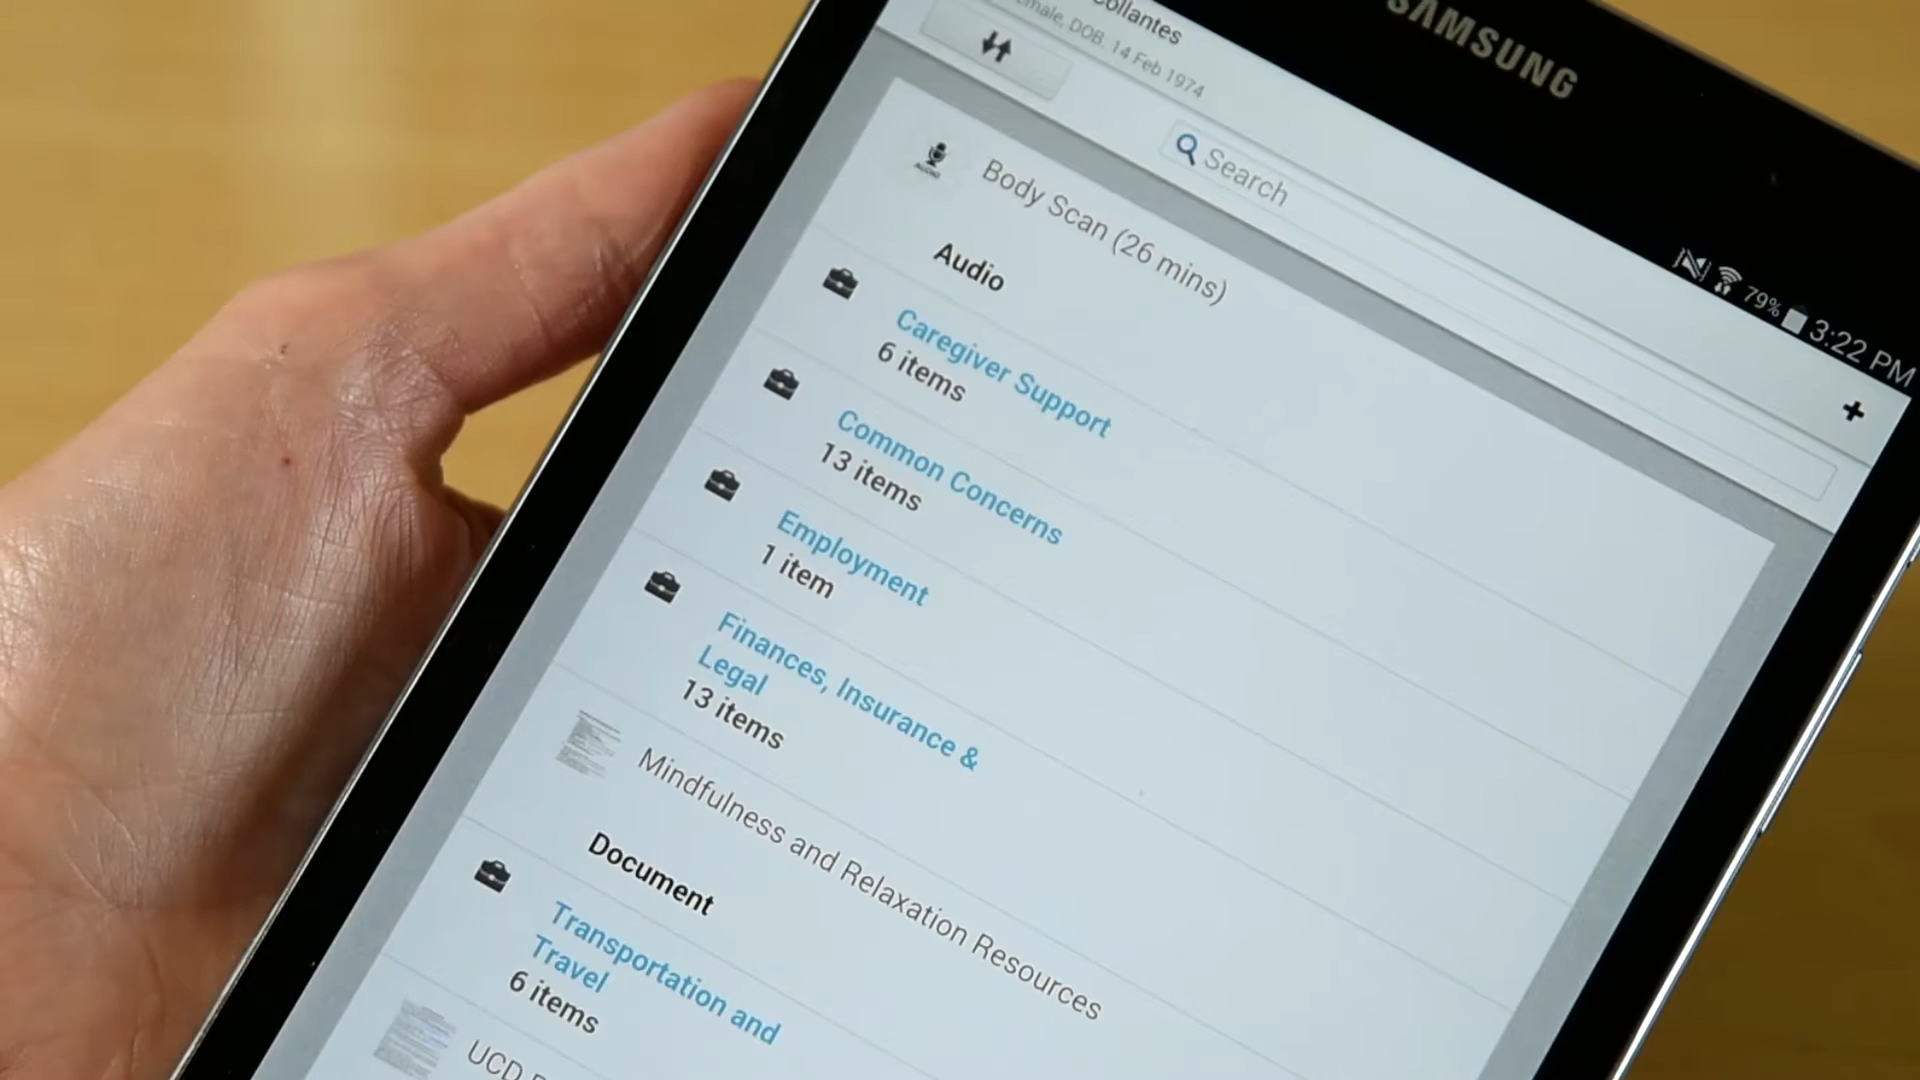 SAMSUNG
79% 3:22 PM
Collantes
DOB: 14 Feb 1974
Search
Body Scan (26 mins)
AUDIO
Audio
Caregiver Support
6 items
Common Concerns
13 items
Employment
1 item
Finances, Insurance &
Legal
13 items
Mindfulness and Relaxation Resources
Document
Transportation and
Travel
6 items
UCD